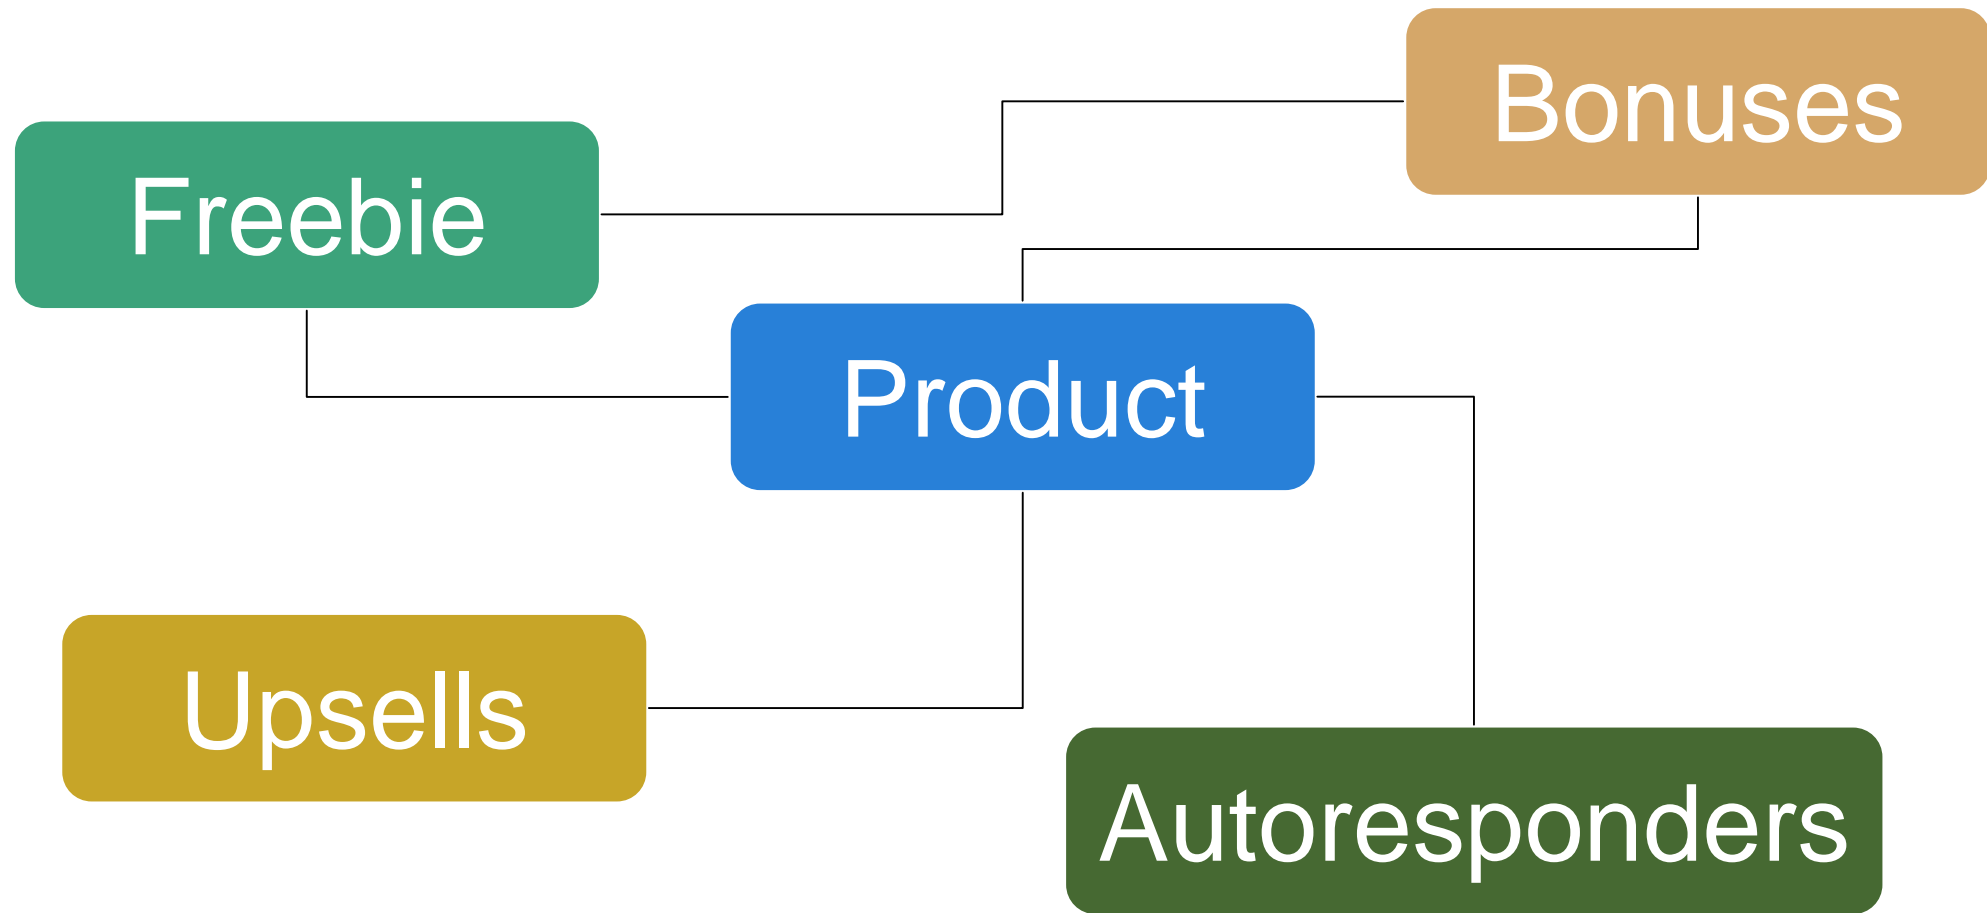 Bonuses
Freebie
Product
Upsells
Autoresponders